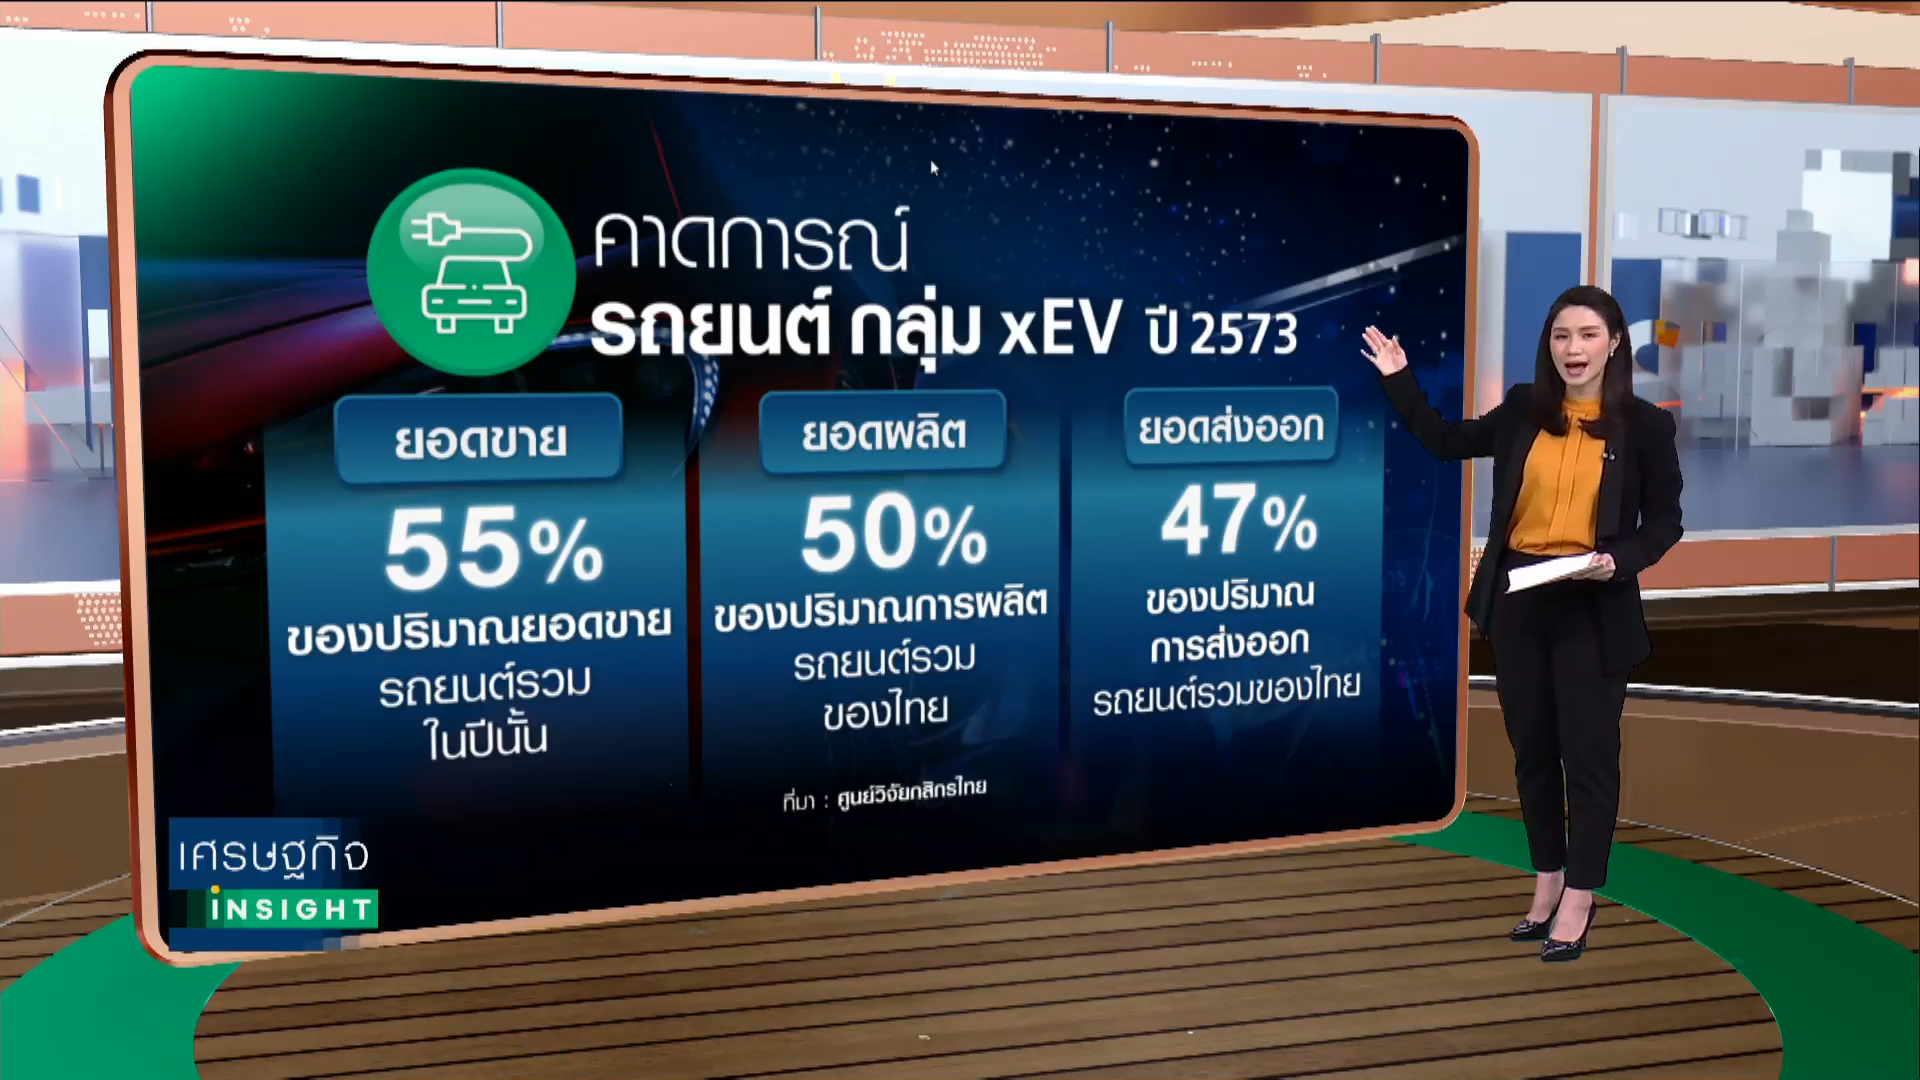 คาดการณ์
รถยนต์ กลุ่ม xEV ปี 2573
ยอดขาย
55%
ของปริมาณยอดขาย
รถยนต์รวม
ในปีนั้น
ยอดผลิต
50%
ของปริมาณการผลิต
รถยนต์รวม
ของไทย
ยอดส่งออก
47%
ของปริมาณ
การส่งออก
รถยนต์รวมของไทย
ที่มา : ศูนย์วิจัยกสิกรไทย
เศรษฐกิจ
INSIGHT